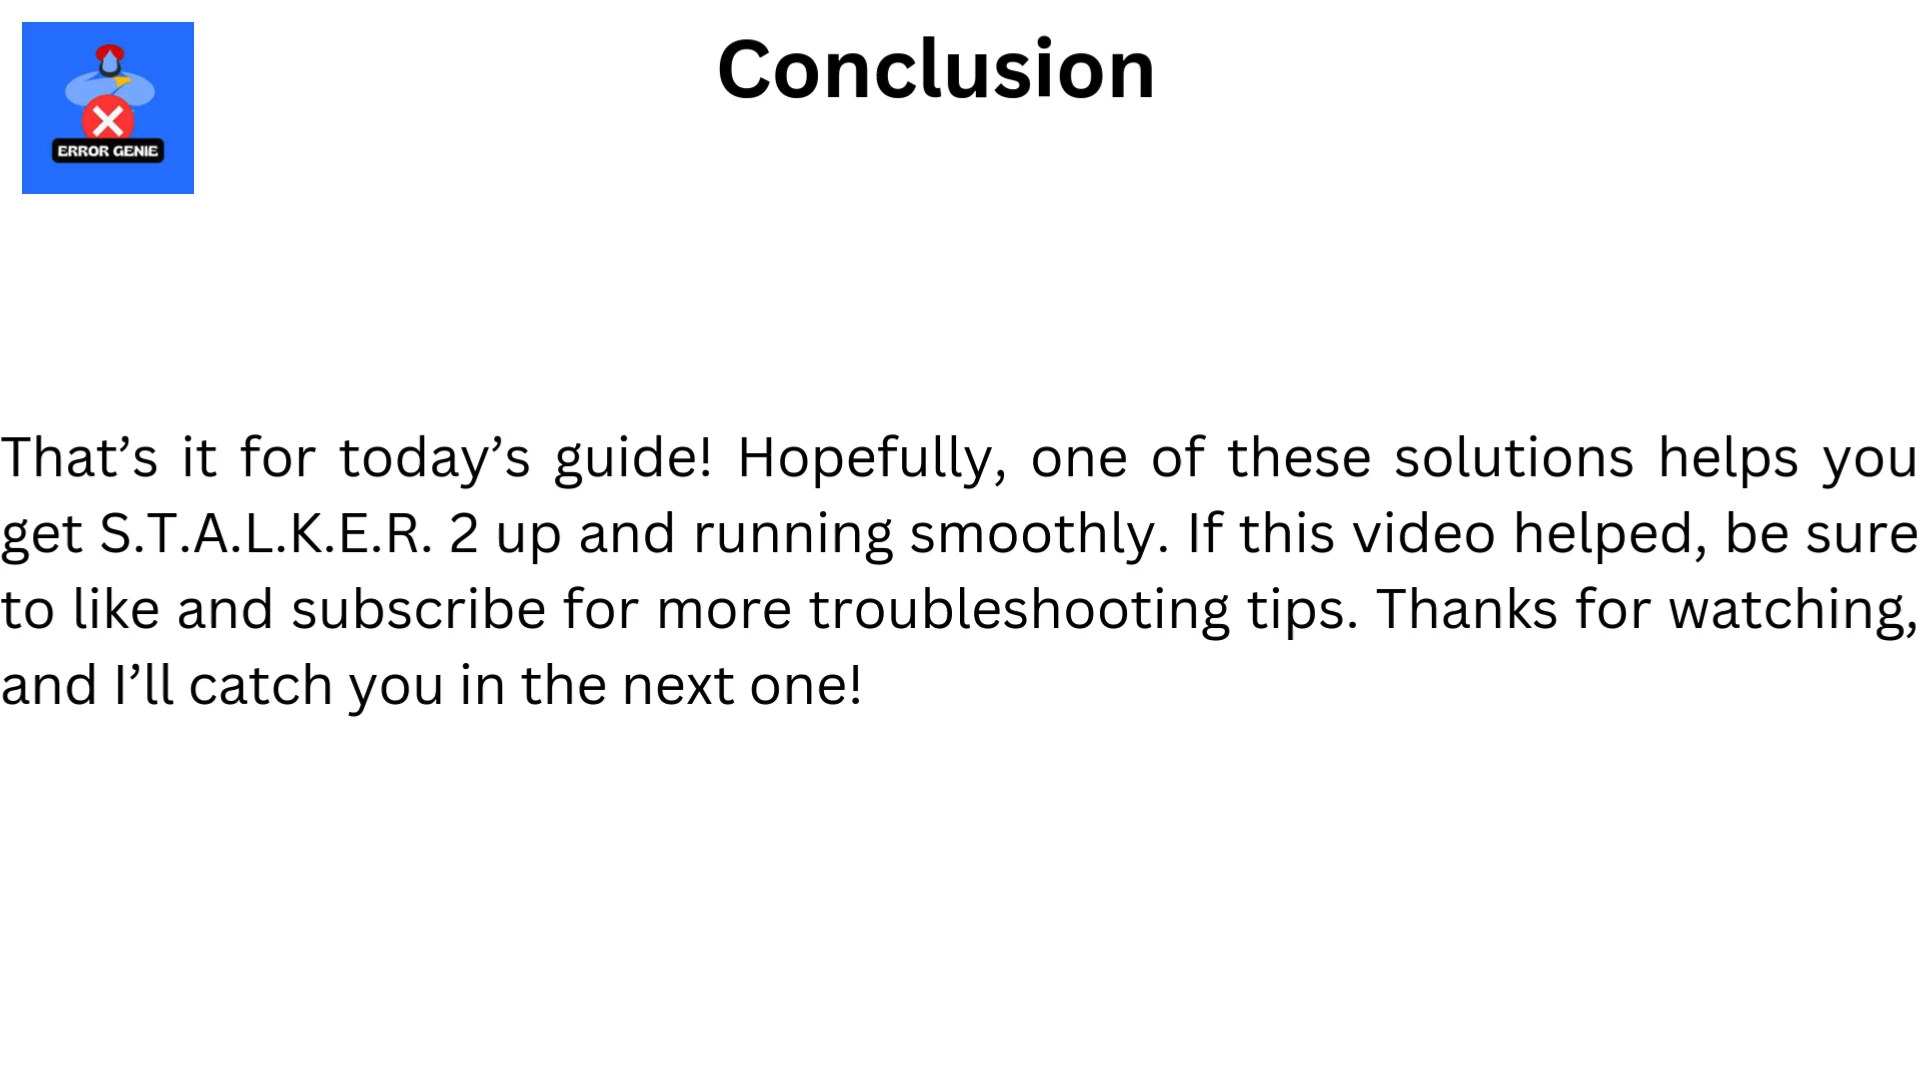 ERROR GENIE
Conclusion
That’s it for today’s guide! Hopefully, one of these solutions helps you
get S.T.A.L.K.E.R. 2 up and running smoothly. If this video helped, be sure
to like and subscribe for more troubleshooting tips. Thanks for watching,
and I’ll catch you in the next one!